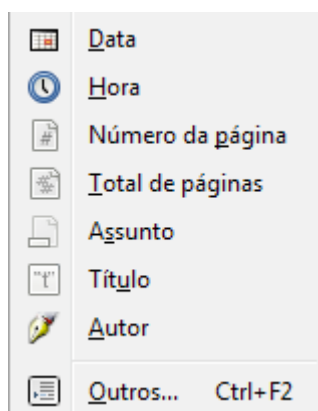 Data
Hora
Número da página
Total de páginas
Assunto
Título
Autor
Outros... Ctrl+F2